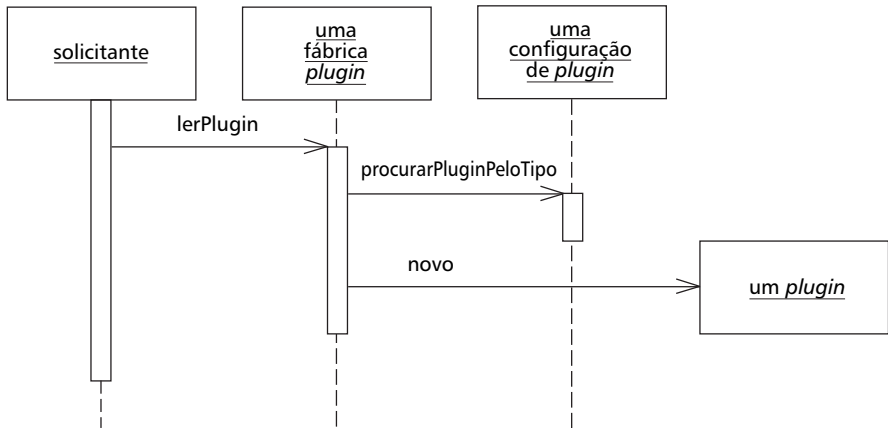 solicitante
uma
fábrica
plugin
uma
configuração
de plugin
lerPlugin
procurarPluginPeloTipo
novo
um plugin